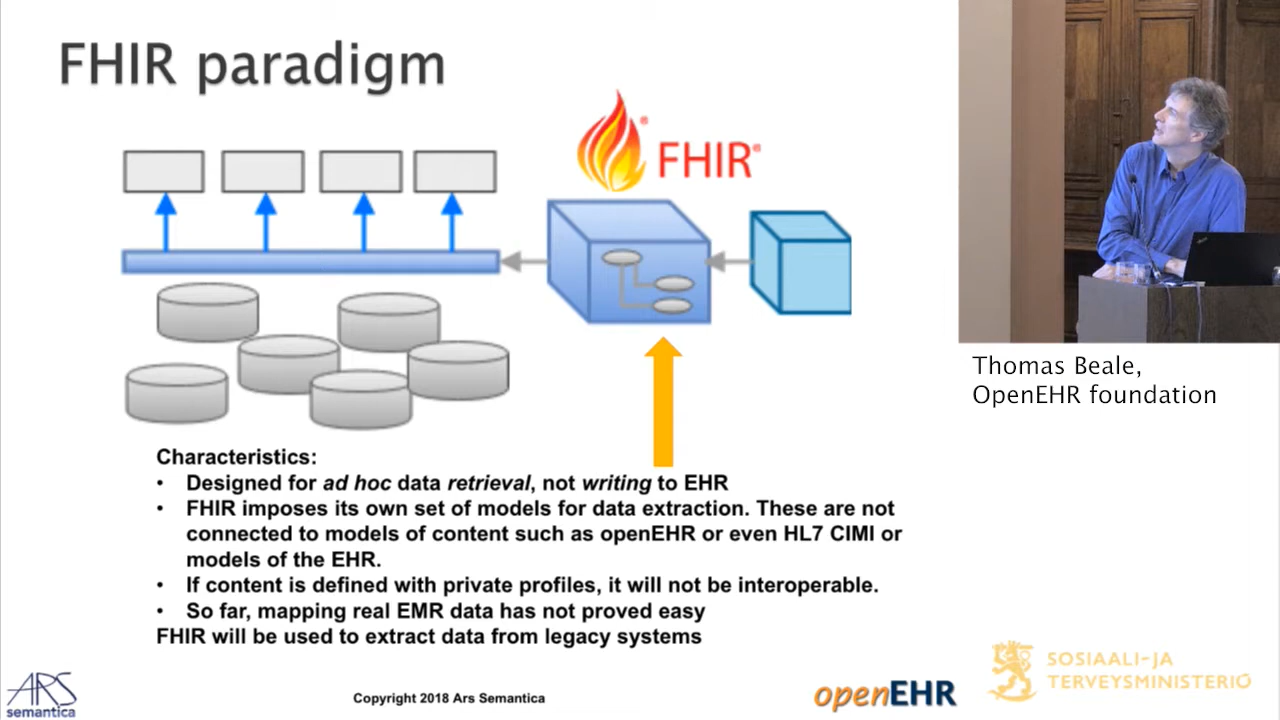 FHIR paradigm
FHIR
Thomas Beale,
OpenEHR foundation
Characteristics:
• Designed for ad hoc data retrieval, not writing to EHR
• FHIR imposes its own set of models for data extraction. These are not
connected to models of content such as openEHR or even HL7 CIMI or
models of the EHR.
• If content is defined with private profiles, it will not be interoperable.
• So far, mapping real EMR data has not proved easy
FHIR will be used to extract data from legacy systems
ARS
semantica
Copyright 2018 Ars Semantica
openEHR
SOSIAALI-JA
TERVEYSMINISTERIÖ